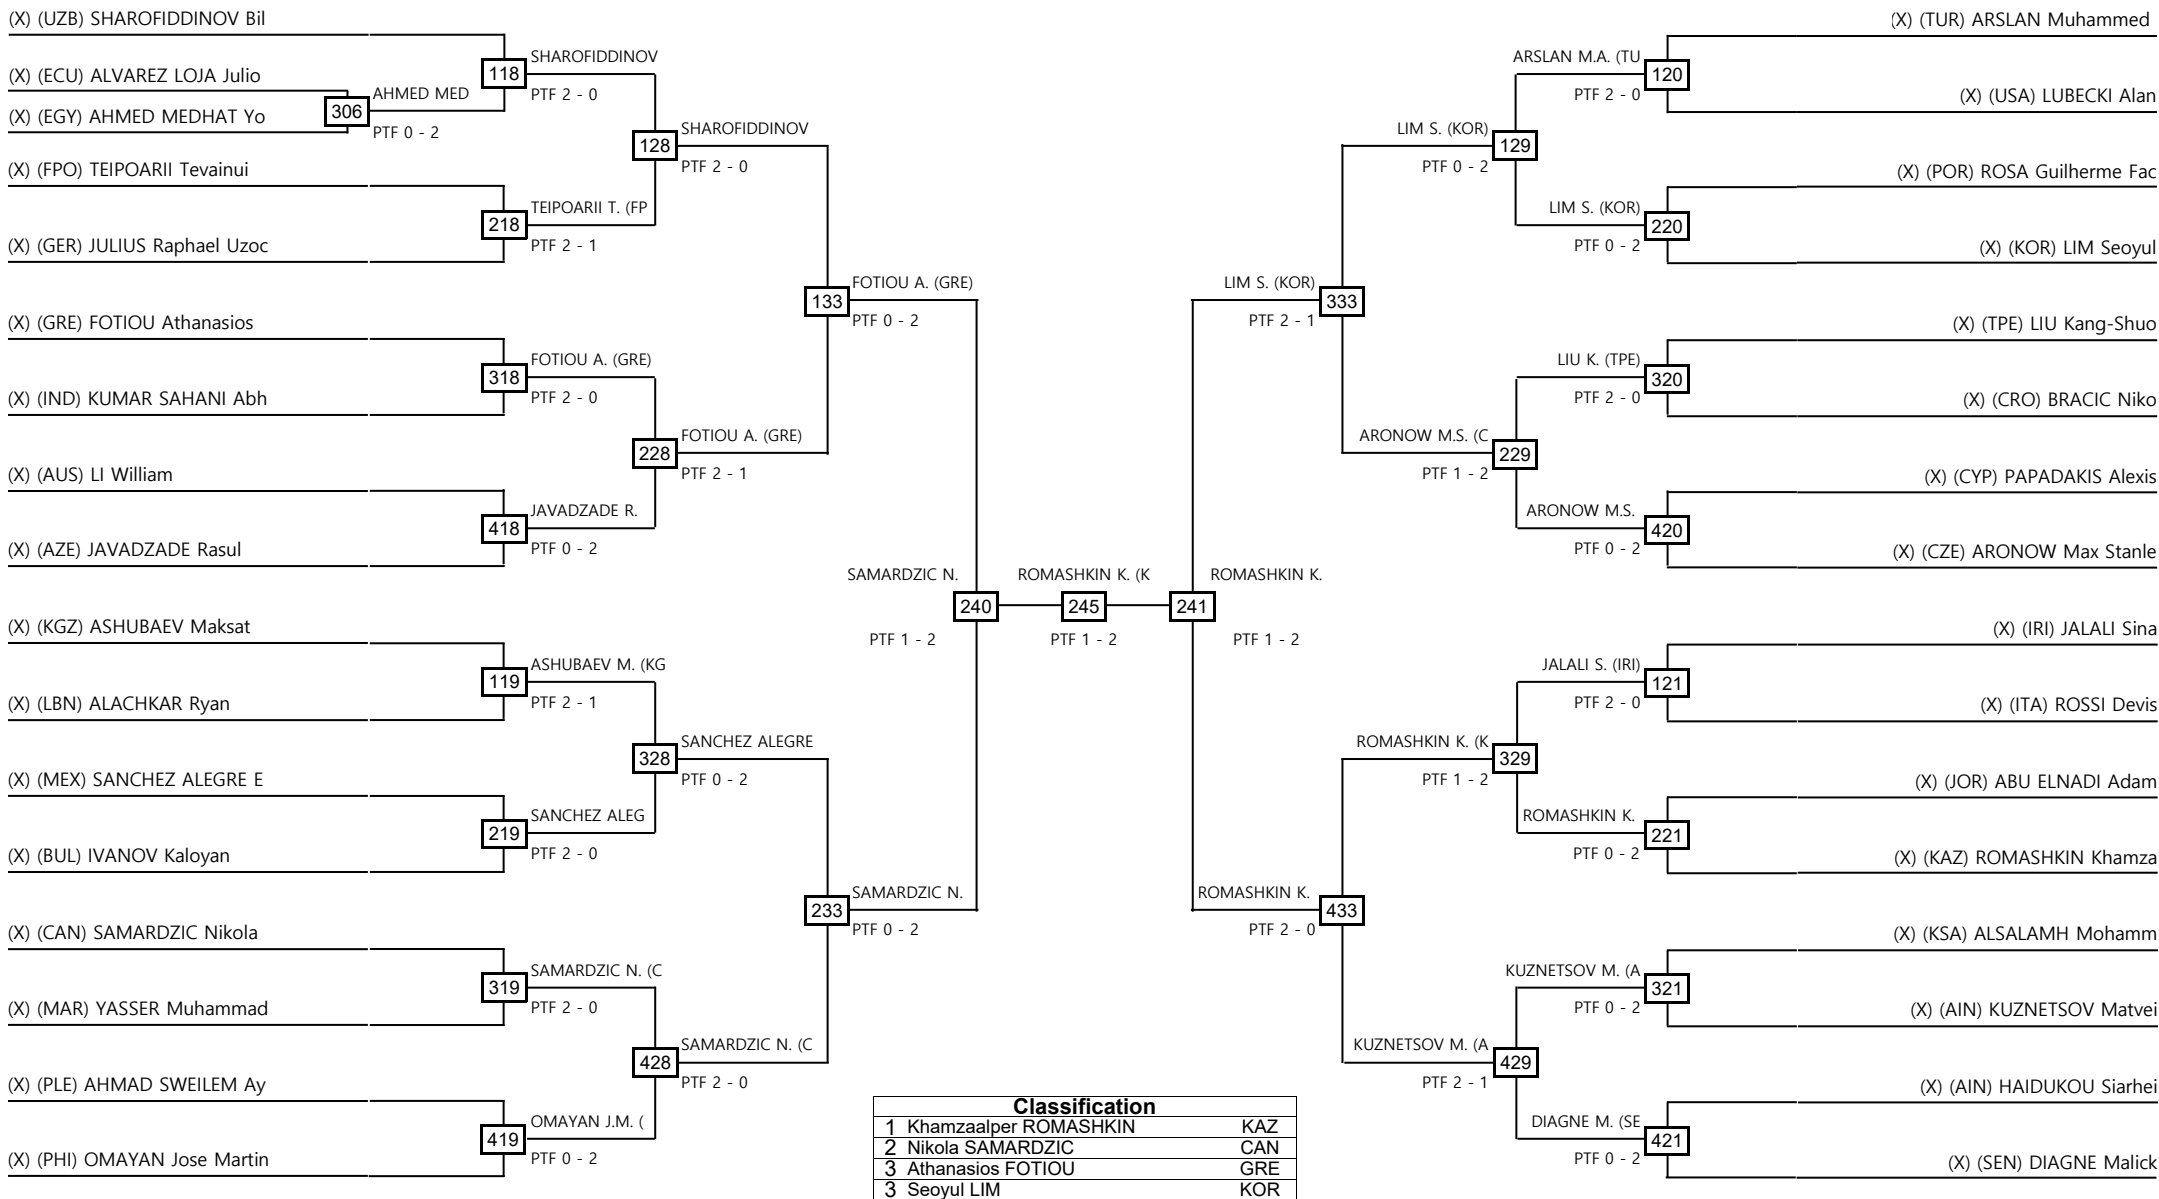 (X) (UZB) SHAROFIDDINOV Bil
(X) (ECU) ALVAREZ LOJA Julio
(X) (EGY) AHMED MEDHAT Yo
(X) (FPO) TEIPOARII Tevainui
(X) (GER) JULIUS Raphael Uzoc
(X) (GRE) FOTIOU Athanasios
(X) (IND) KUMAR SAHANI Abh
(X) (AUS) LI William
(X) (AZE) JAVADZADE Rasul
(X) (KGZ) ASHUBAEV Maksat
(X) (LBN) ALACHKAR Ryan
(X) (MEX) SANCHEZ ALEGRE E
(X) (BUL) IVANOV Kaloyan
(X) (CAN) SAMARDZIC Nikola
(X) (MAR) YASSER Muhammad
(X) (PLE) AHMAD SWEILEM Ay
(X) (PHI) OMAYAN Jose Martin
306
AHMED MED
PTF 0 - 2
118
SHAROFIDDINOV
PTF 2 - 0
218
TEIPOARII T. (FP
PTF 2 - 1
318
FOTIOU A. (GRE)
PTF 2 - 0
418
JAVADZADE R.
PTF 0 - 2
119
ASHUBAEV M. (KG
PTF 2 - 1
219
SANCHEZ ALEG
PTF 2 - 0
319
SAMARDZIC N. (C
PTF 2 - 0
419
OMAYAN J.M. (
PTF 0 - 2
128
SHAROFIDDINOV
PTF 2 - 0
228
FOTIOU A. (GRE)
PTF 2 - 1
328
SANCHEZ ALEGRE
PTF 0 - 2
428
SAMARDZIC N. (C
PTF 2 - 0
133
FOTIOU A. (GRE)
PTF 0 - 2
233
SAMARDZIC N.
PTF 0 - 2
SAMARDZIC N.
240
PTF 1 - 2
ROMASHKIN K. (K
245
PTF 1 - 2
ROMASHKIN K.
241
PTF 1 - 2
LIM S. (KOR)
333
PTF 2 - 1
ROMASHKIN K.
433
PTF 2 - 0
LIM S. (KOR)
129
PTF 0 - 2
ARONOW M.S. (C
229
PTF 1 - 2
ROMASHKIN K. (K
329
PTF 1 - 2
KUZNETSOV M. (A
429
PTF 2 - 1
ARSLAN M.A. (TU
120
PTF 2 - 0
LIM S. (KOR)
220
PTF 0 - 2
LIU K. (TPE)
320
PTF 2 - 0
ARONOW M.S.
420
PTF 0 - 2
JALALI S. (IRI)
121
PTF 2 - 0
ROMASHKIN K.
221
PTF 0 - 2
KUZNETSOV M. (A
321
PTF 0 - 2
DIAGNE M. (SE
421
PTF 0 - 2
(X) (TUR) ARSLAN Muhammed
(X) (USA) LUBECKI Alan
(X) (POR) ROSA Guilherme Fac
(X) (KOR) LIM Seoyul
(X) (TPE) LIU Kang-Shuo
(X) (CRO) BRACIC Niko
(X) (CYP) PAPADAKIS Alexis
(X) (CZE) ARONOW Max Stanle
(X) (IRI) JALALI Sina
(X) (ITA) ROSSI Devis
(X) (JOR) ABU ELNADI Adam
(X) (KAZ) ROMASHKIN Khamza
(X) (KSA) ALSALAMH Mohamm
(X) (AIN) KUZNETSOV Matvei
(X) (AIN) HAIDUKOU Siarhei
(X) (SEN) DIAGNE Malick
Classification
1 Khamzaalper ROMASHKIN KAZ
2 Nikola SAMARDZIC CAN
3 Athanasios FOTIOU GRE
3 Seoyul LIM KOR